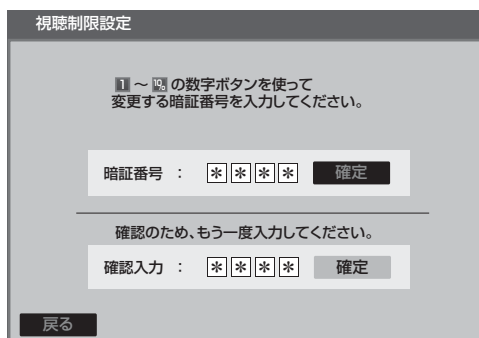 視聴制限設定
1 ～ 10 の数字ボタンを使って
変更する暗証番号を入力してください。
暗証番号 ： ＊ ＊ ＊ ＊ 確定
確認のため、もう一度入力してください。
確認入力 ： ＊ ＊ ＊ ＊ 確定
戻る